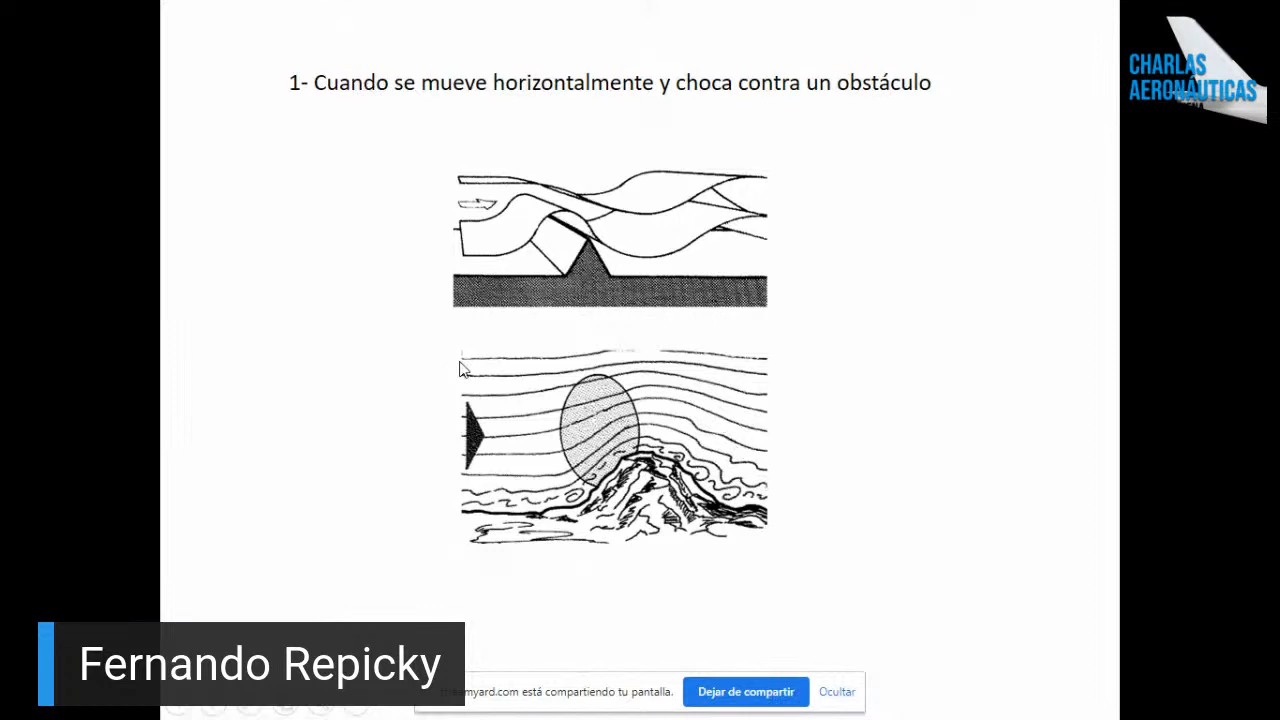 1- Cuando se mueve horizontalmente y choca contra un obstáculo
CHARLAS
AERONÁUTICAS
Fernando Repicky
está compartiendo tu pantalla.
Dejar de compartir
Ocultar